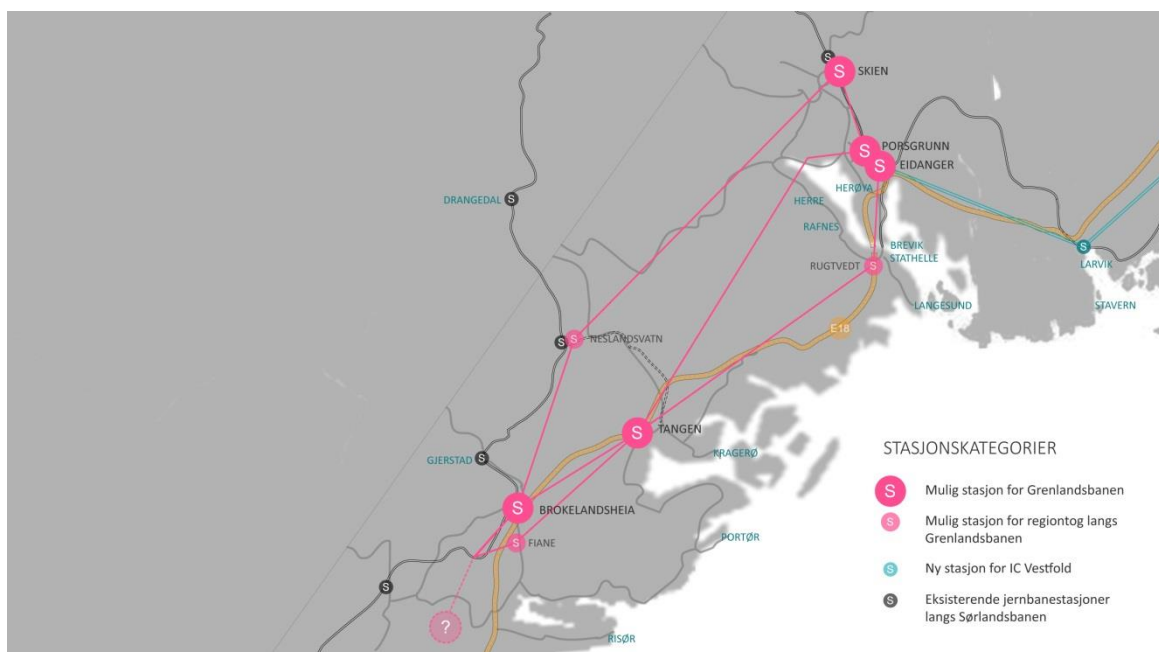 S
S SKIEN
S PORSGRUNN
S EIDANGER
HERØYA
DRANGEDAL S
HERRE
RAFNES
BREVIK
STATHELLE
RUGTVEDT S
S
LARVIK
LANGESUND
STAVERN
E18
S S NESLANDSVATN
S TANGEN
KRAGERØ
GJERSTAD S
S BROKELANDSHEIA
S FIANE
PORTØR
S
?
RISØR
STASJONSKATEGORIER
S Mulig stasjon for Grenlandsbanen
S Mulig stasjon for regiontog langs
Grenlandsbanen
S Ny stasjon for IC Vestfold
S Eksisterende jernbanestasjoner
langs Sørlandsbanen